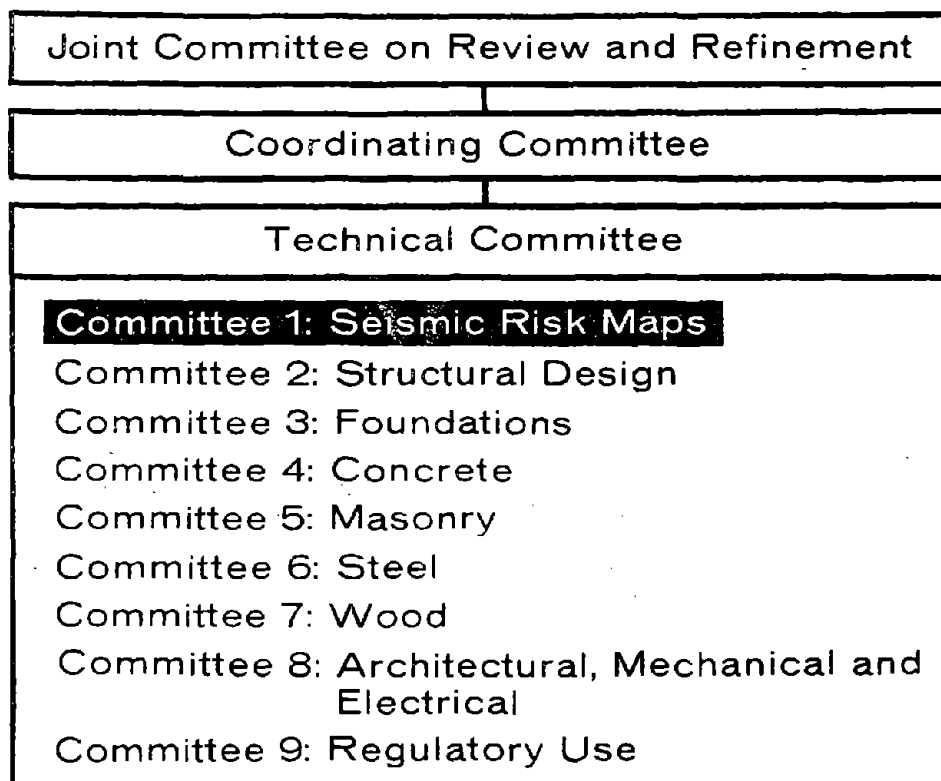 Joint Committee on Review and Refinement
Coordinating Committee
Technical Committee
Committee 1: Seismic Risk Maps
Committee 2: Structural Design
Committee 3: Foundations
Committee 4: Concrete
Committee 5: Masonry
Committee 6: Steel
Committee 7: Wood
Committee 8: Architectural, Mechanical and
Electrical
Committee 9: Regulatory Use